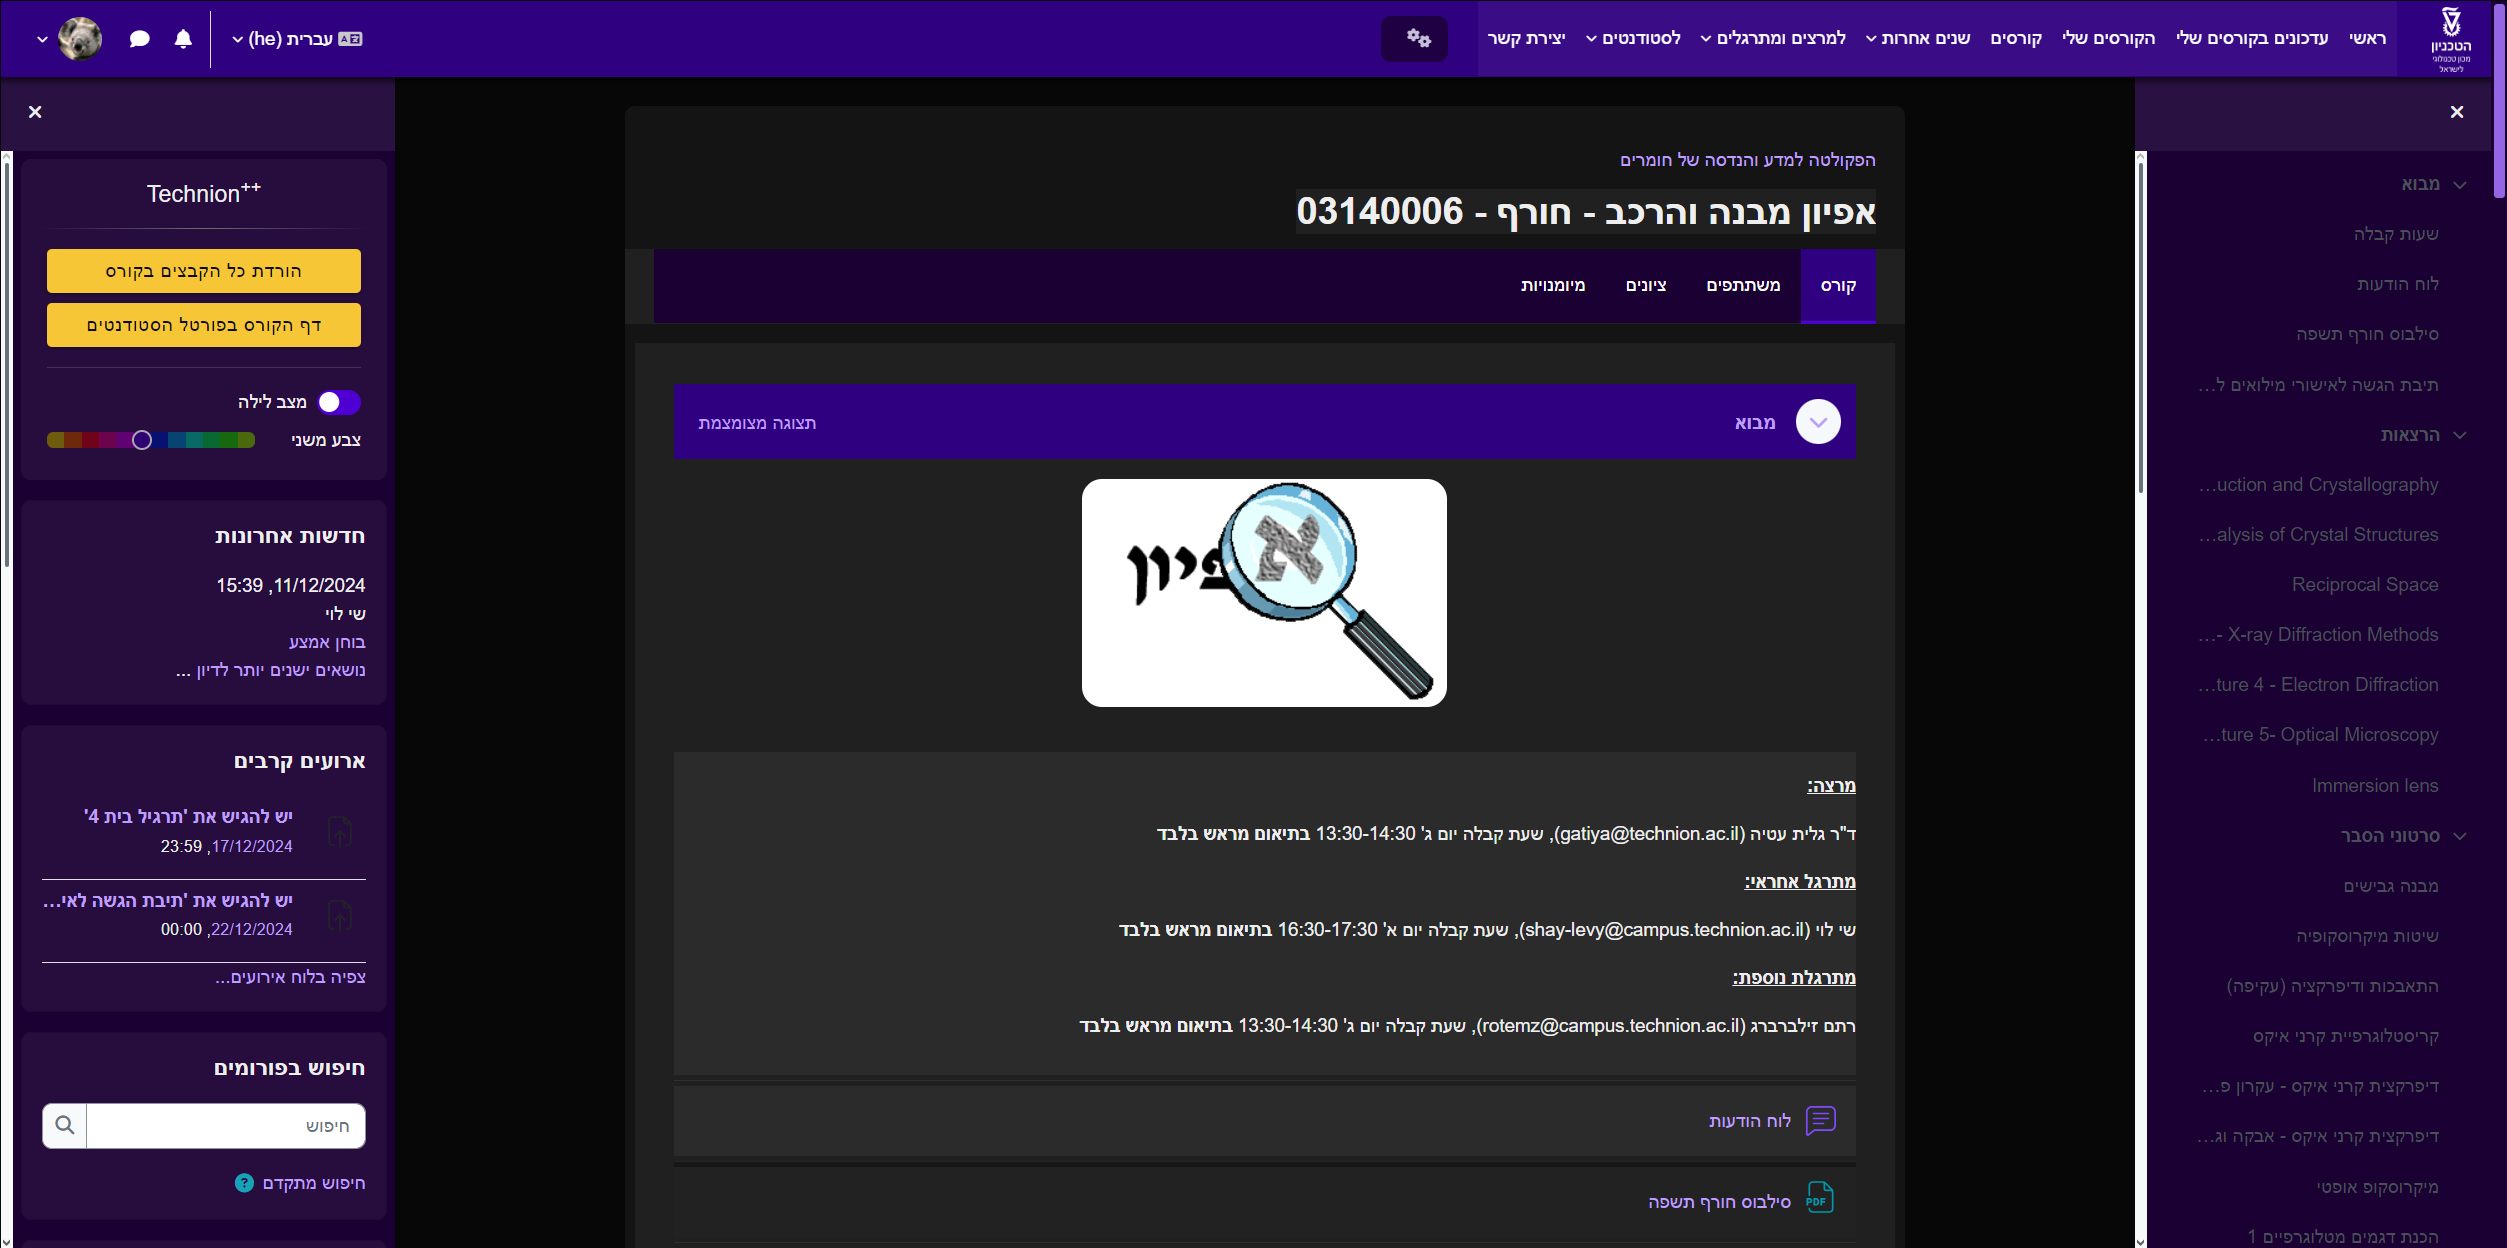 הטכניון
מכון טכנולוגי
לישראל
ראשי
עדכונים בקורסים שלי
הקורסים שלי
קורסים
שנים אחרות
למרצים ומתרגלים
לסטודנטים
יצירת קשר
עברית ‎(he)‎
מבוא
שעות קבלה
לוח הודעות
סילבוס חורף תשפה
תיבת הגשה לאישורי מילואים ל...
הרצאות
...uction and Crystallography
...alysis of Crystal Structures
Reciprocal Space
...- X-ray Diffraction Methods
...ture 4 - Electron Diffraction
...ture 5- Optical Microscopy
Immersion lens
סרטוני הסבר
מבנה גבישים
שיטות מיקרוסקופיה
התאבכות ודיפרקציה (עקיפה)
קריסטלוגרפיית קרני איקס
דיפרקצית קרני איקס - עקרון פ...
דיפרקצית קרני איקס - אבקה וג...
מיקרוסקופ אופטי
הכנת דגמים מטלוגרפיים 1
הפקולטה למדע והנדסה של חומרים
אפיון מבנה והרכב - חורף - 03140006
קורס
משתתפים
ציונים
מיומנויות
מבוא
תצוגה מצומצמת
אפיון
מרצה:
ד"ר גלית עטיה (gatiya@technion.ac.il), שעת קבלה יום ג' 13:30-14:30 בתיאום מראש בלבד
מתרגל אחראי:
שי לוי (shay-levy@campus.technion.ac.il), שעת קבלה יום א' 16:30-17:30 בתיאום מראש בלבד
מתרגלת נוספת:
רתם זילברברג (rotemz@campus.technion.ac.il), שעת קבלה יום ג' 13:30-14:30 בתיאום מראש בלבד
לוח הודעות
PDF
סילבוס חורף תשפה
Technion++
הורדת כל הקבצים בקורס
דף הקורס בפורטל הסטודנטים
מצב לילה
צבע משני
חדשות אחרונות
11/12/2024, 15:39
שי לוי
בוחן אמצע
נושאים ישנים יותר לדיון ...
ארועים קרבים
יש להגיש את 'תרגיל בית 4'
17/12/2024, 23:59
יש להגיש את 'תיבת הגשה לאי...
22/12/2024, 00:00
צפיה בלוח אירועים...
חיפוש בפורומים
חיפוש
חיפוש מתקדם